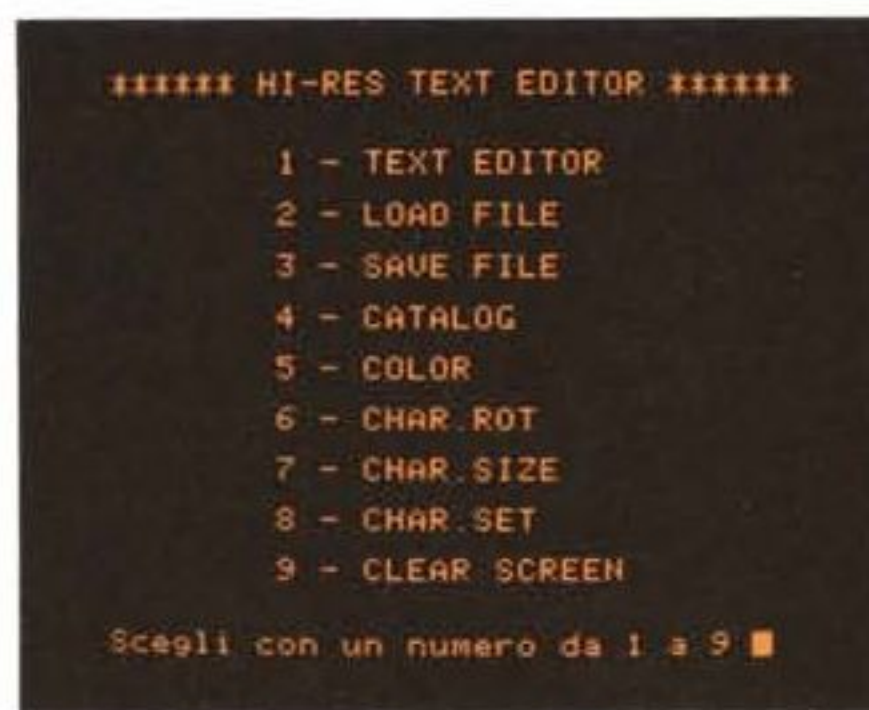 ****** HI-RES TEXT EDITOR ******
1 - TEXT EDITOR
2 - LOAD FILE
3 - SAVE FILE
4 - CATALOG
5 - COLOR
6 - CHAR.ROT
7 - CHAR.SIZE
8 - CHAR.SET
9 - CLEAR SCREEN
Scegli con un numero da 1 a 9